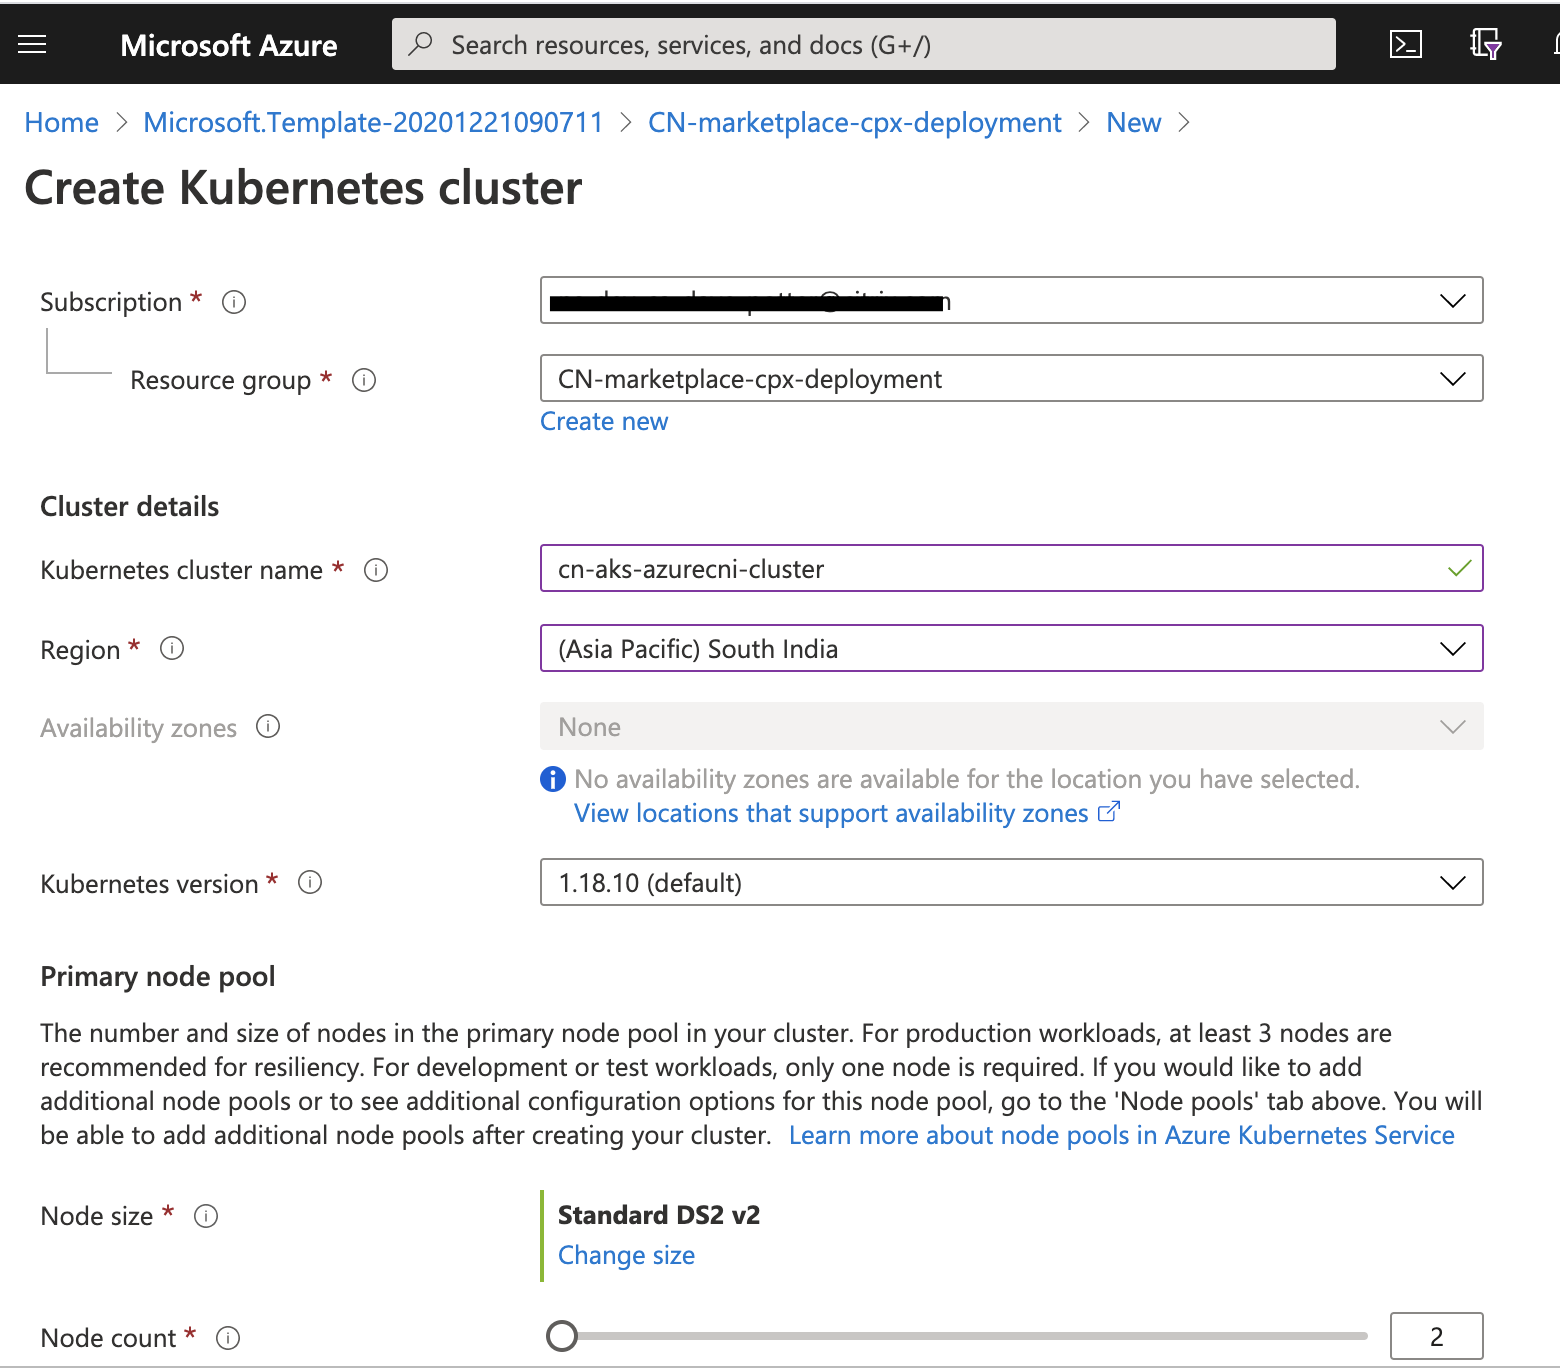 Microsoft Azure
Search resources, services, and docs (G+/)
Home > Microsoft.Template-20201221090711 > CN-marketplace-cpx-deployment > New >
Create Kubernetes cluster
Subscription *
Resource group *
CN-marketplace-cpx-deployment
Create new
Cluster details
Kubernetes cluster name *
cn-aks-azurecni-cluster
Region *
(Asia Pacific) South India
Availability zones
None
No availability zones are available for the location you have selected.
View locations that support availability zones
Kubernetes version *
1.18.10 (default)
Primary node pool
The number and size of nodes in the primary node pool in your cluster. For production workloads, at least 3 nodes are
recommended for resiliency. For development or test workloads, only one node is required. If you would like to add
additional node pools or to see additional configuration options for this node pool, go to the 'Node pools' tab above. You will
be able to add additional node pools after creating your cluster. Learn more about node pools in Azure Kubernetes Service
Node size *
Standard DS2 v2
Change size
Node count *
2